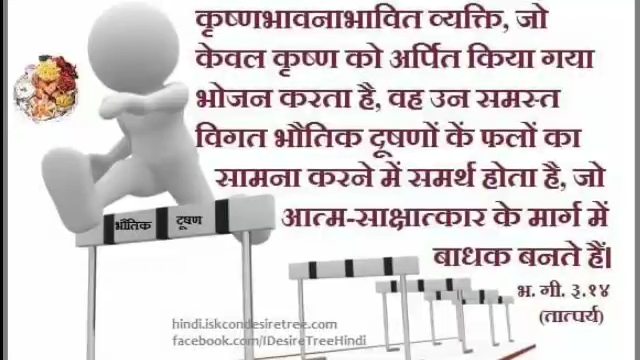 कृष्णभावनाभावित व्यक्ति, जो
केवल कृष्ण को अर्पित किया गया
भोजन करता है, वह उन समस्त
विगत भौतिक दूषणों कें फलों का
सामना करने में समर्थ होता है, जो
आत्म-साक्षात्कार के मार्ग में
बाधक बनते हैं।
भ. गी. ३.१४
(तात्पर्य)
भौतिक दूषण
hindi.iskcondesiretree.com
facebook.com/IDesireTreeHindi